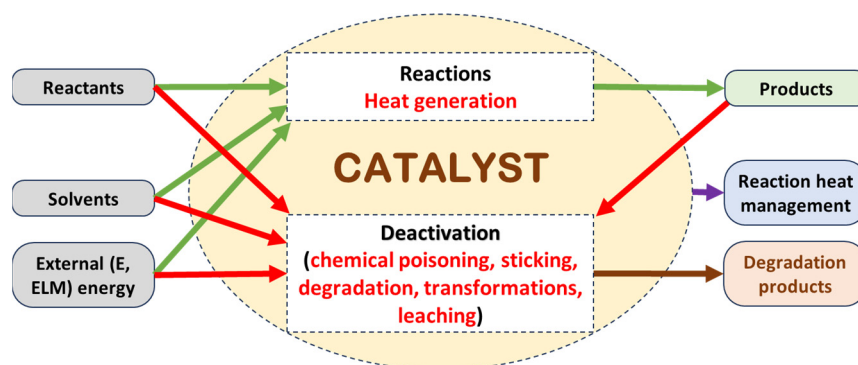 Reactants
Solvents
External (E,
ELM) energy
Reactions
Heat generation
CATALYST
Deactivation
(chemical poisoning, sticking,
degradation, transformations,
leaching)
Products
Reaction heat
management
Degradation
products